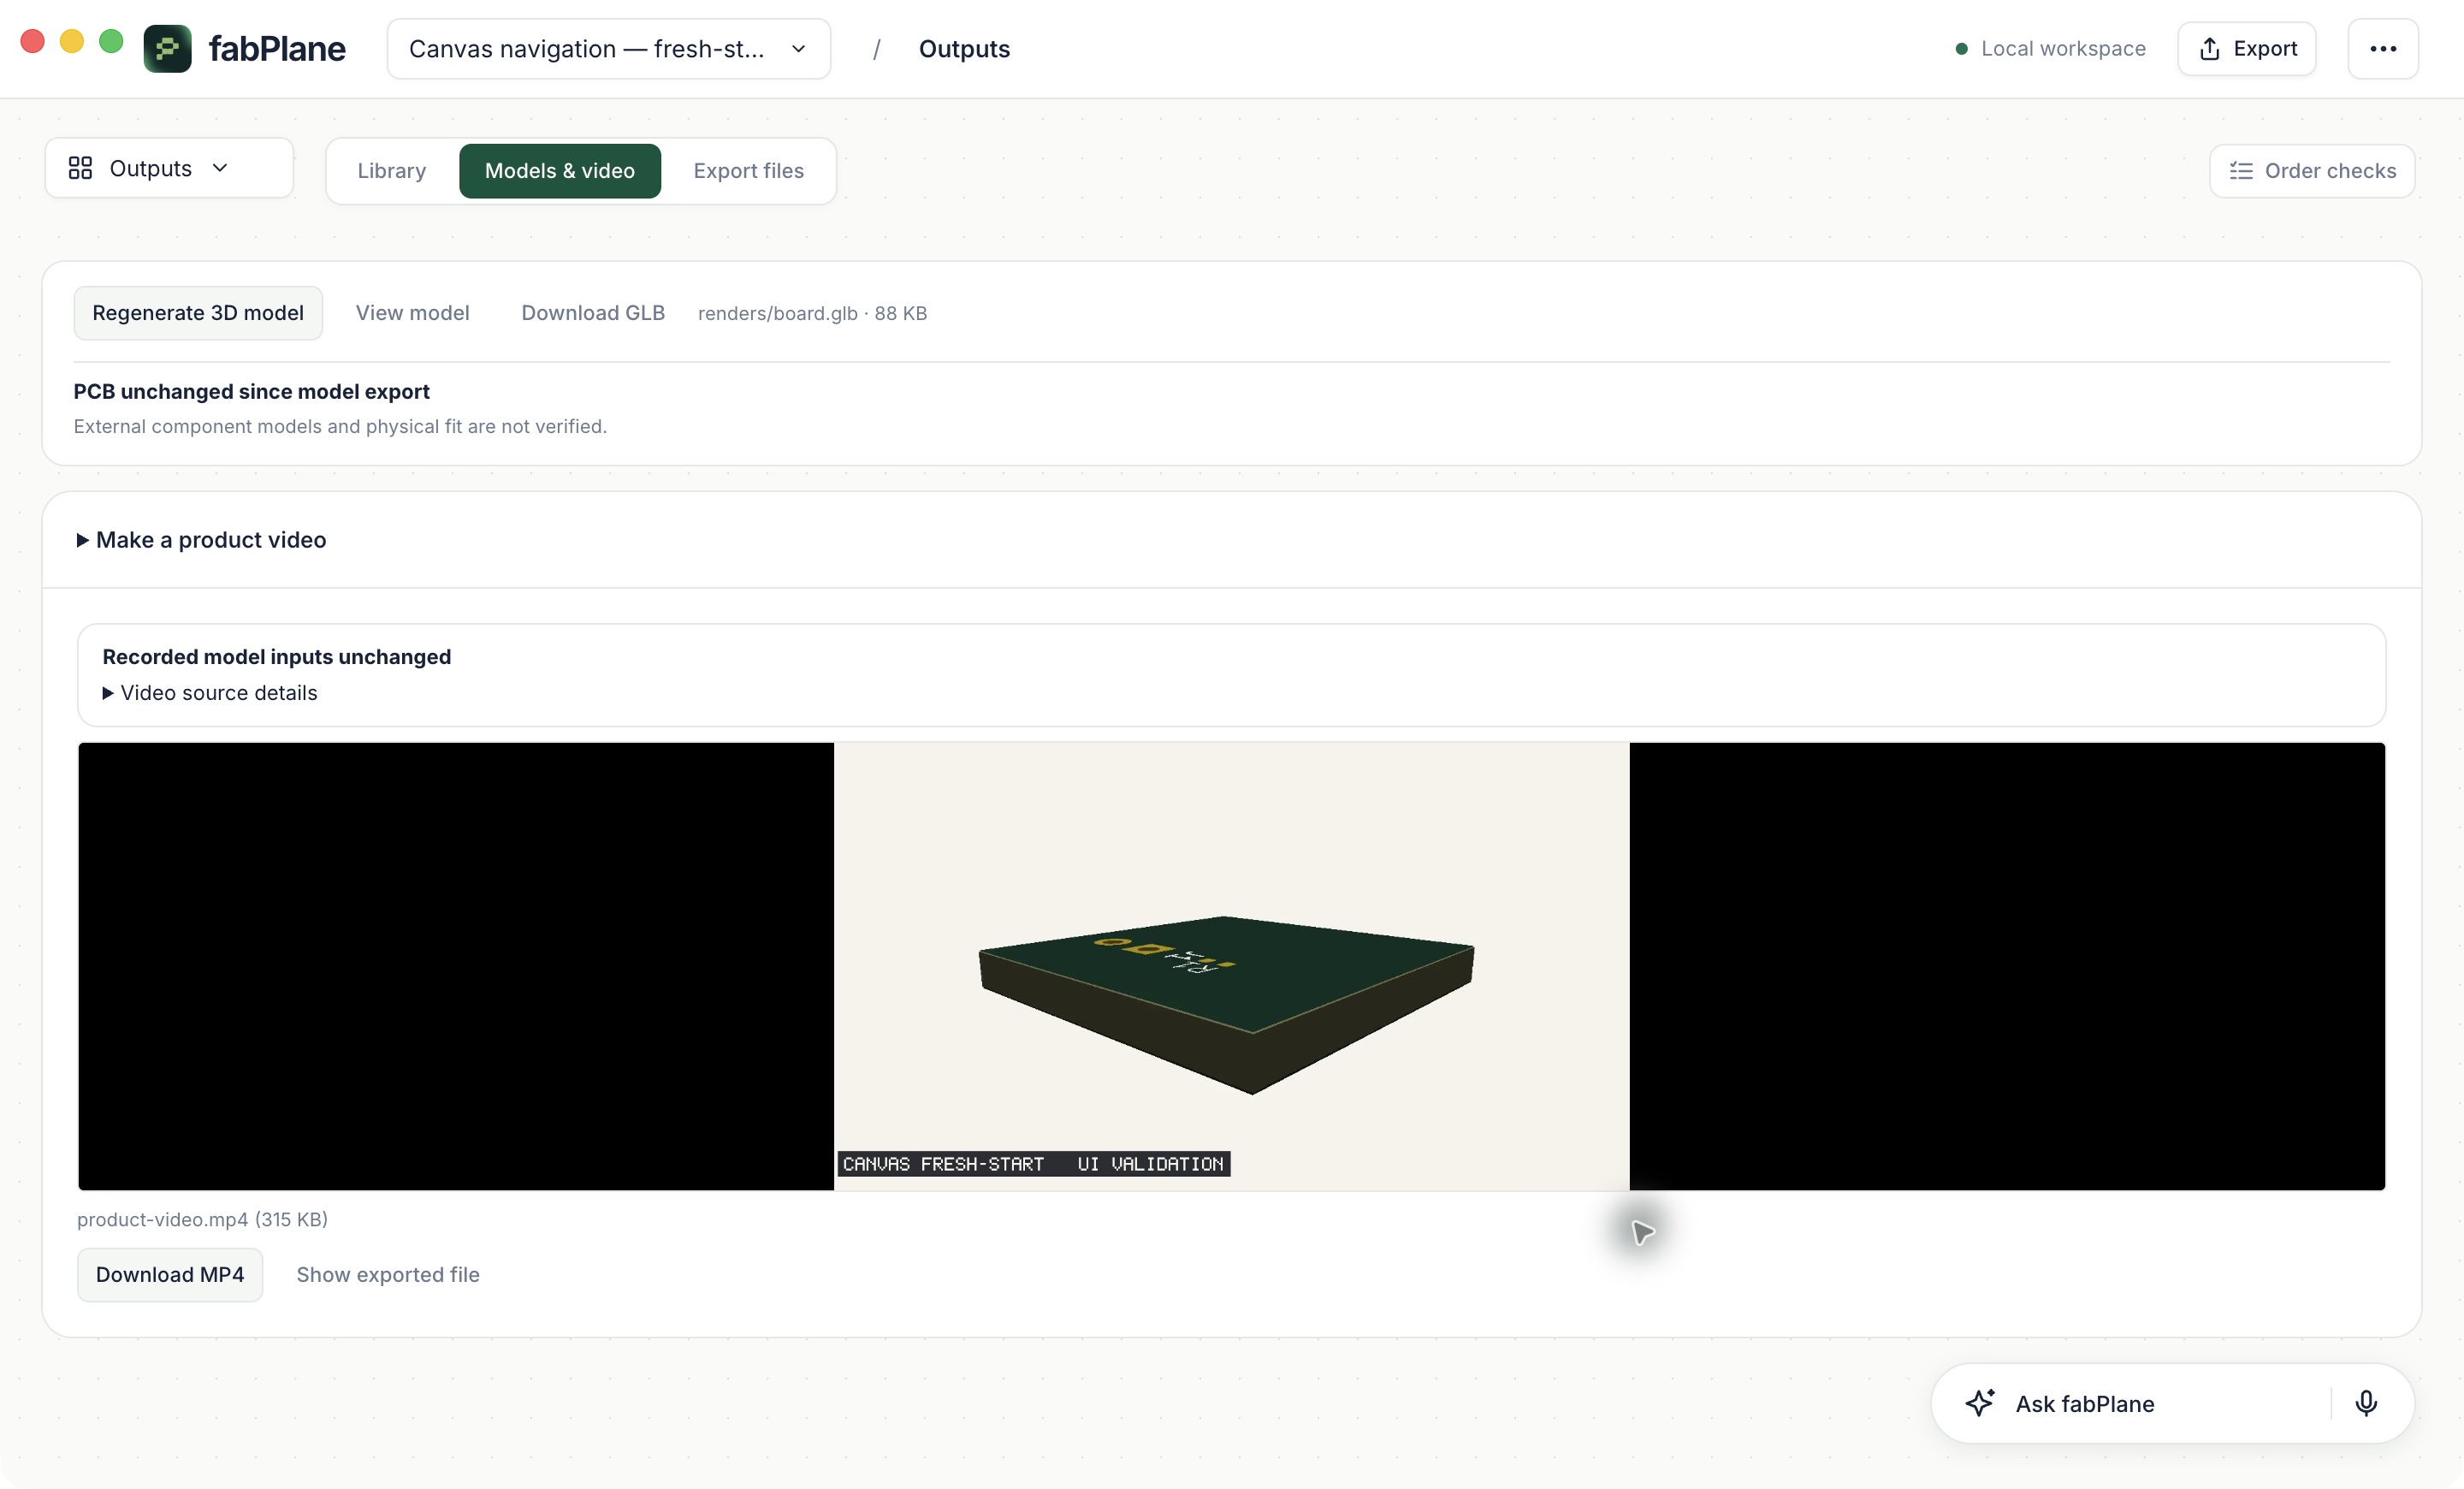 fabPlane
Canvas navigation — fresh-st...
/
Outputs
Local workspace
Export
Outputs
Library
Models & video
Export files
Order checks
Regenerate 3D model
View model
Download GLB
renders/board.glb · 88 KB
PCB unchanged since model export
External component models and physical fit are not verified.
Make a product video
Recorded model inputs unchanged
Video source details
CANVAS FRESH-START UI VALIDATION
product-video.mp4 (315 KB)
Download MP4
Show exported file
Ask fabPlane